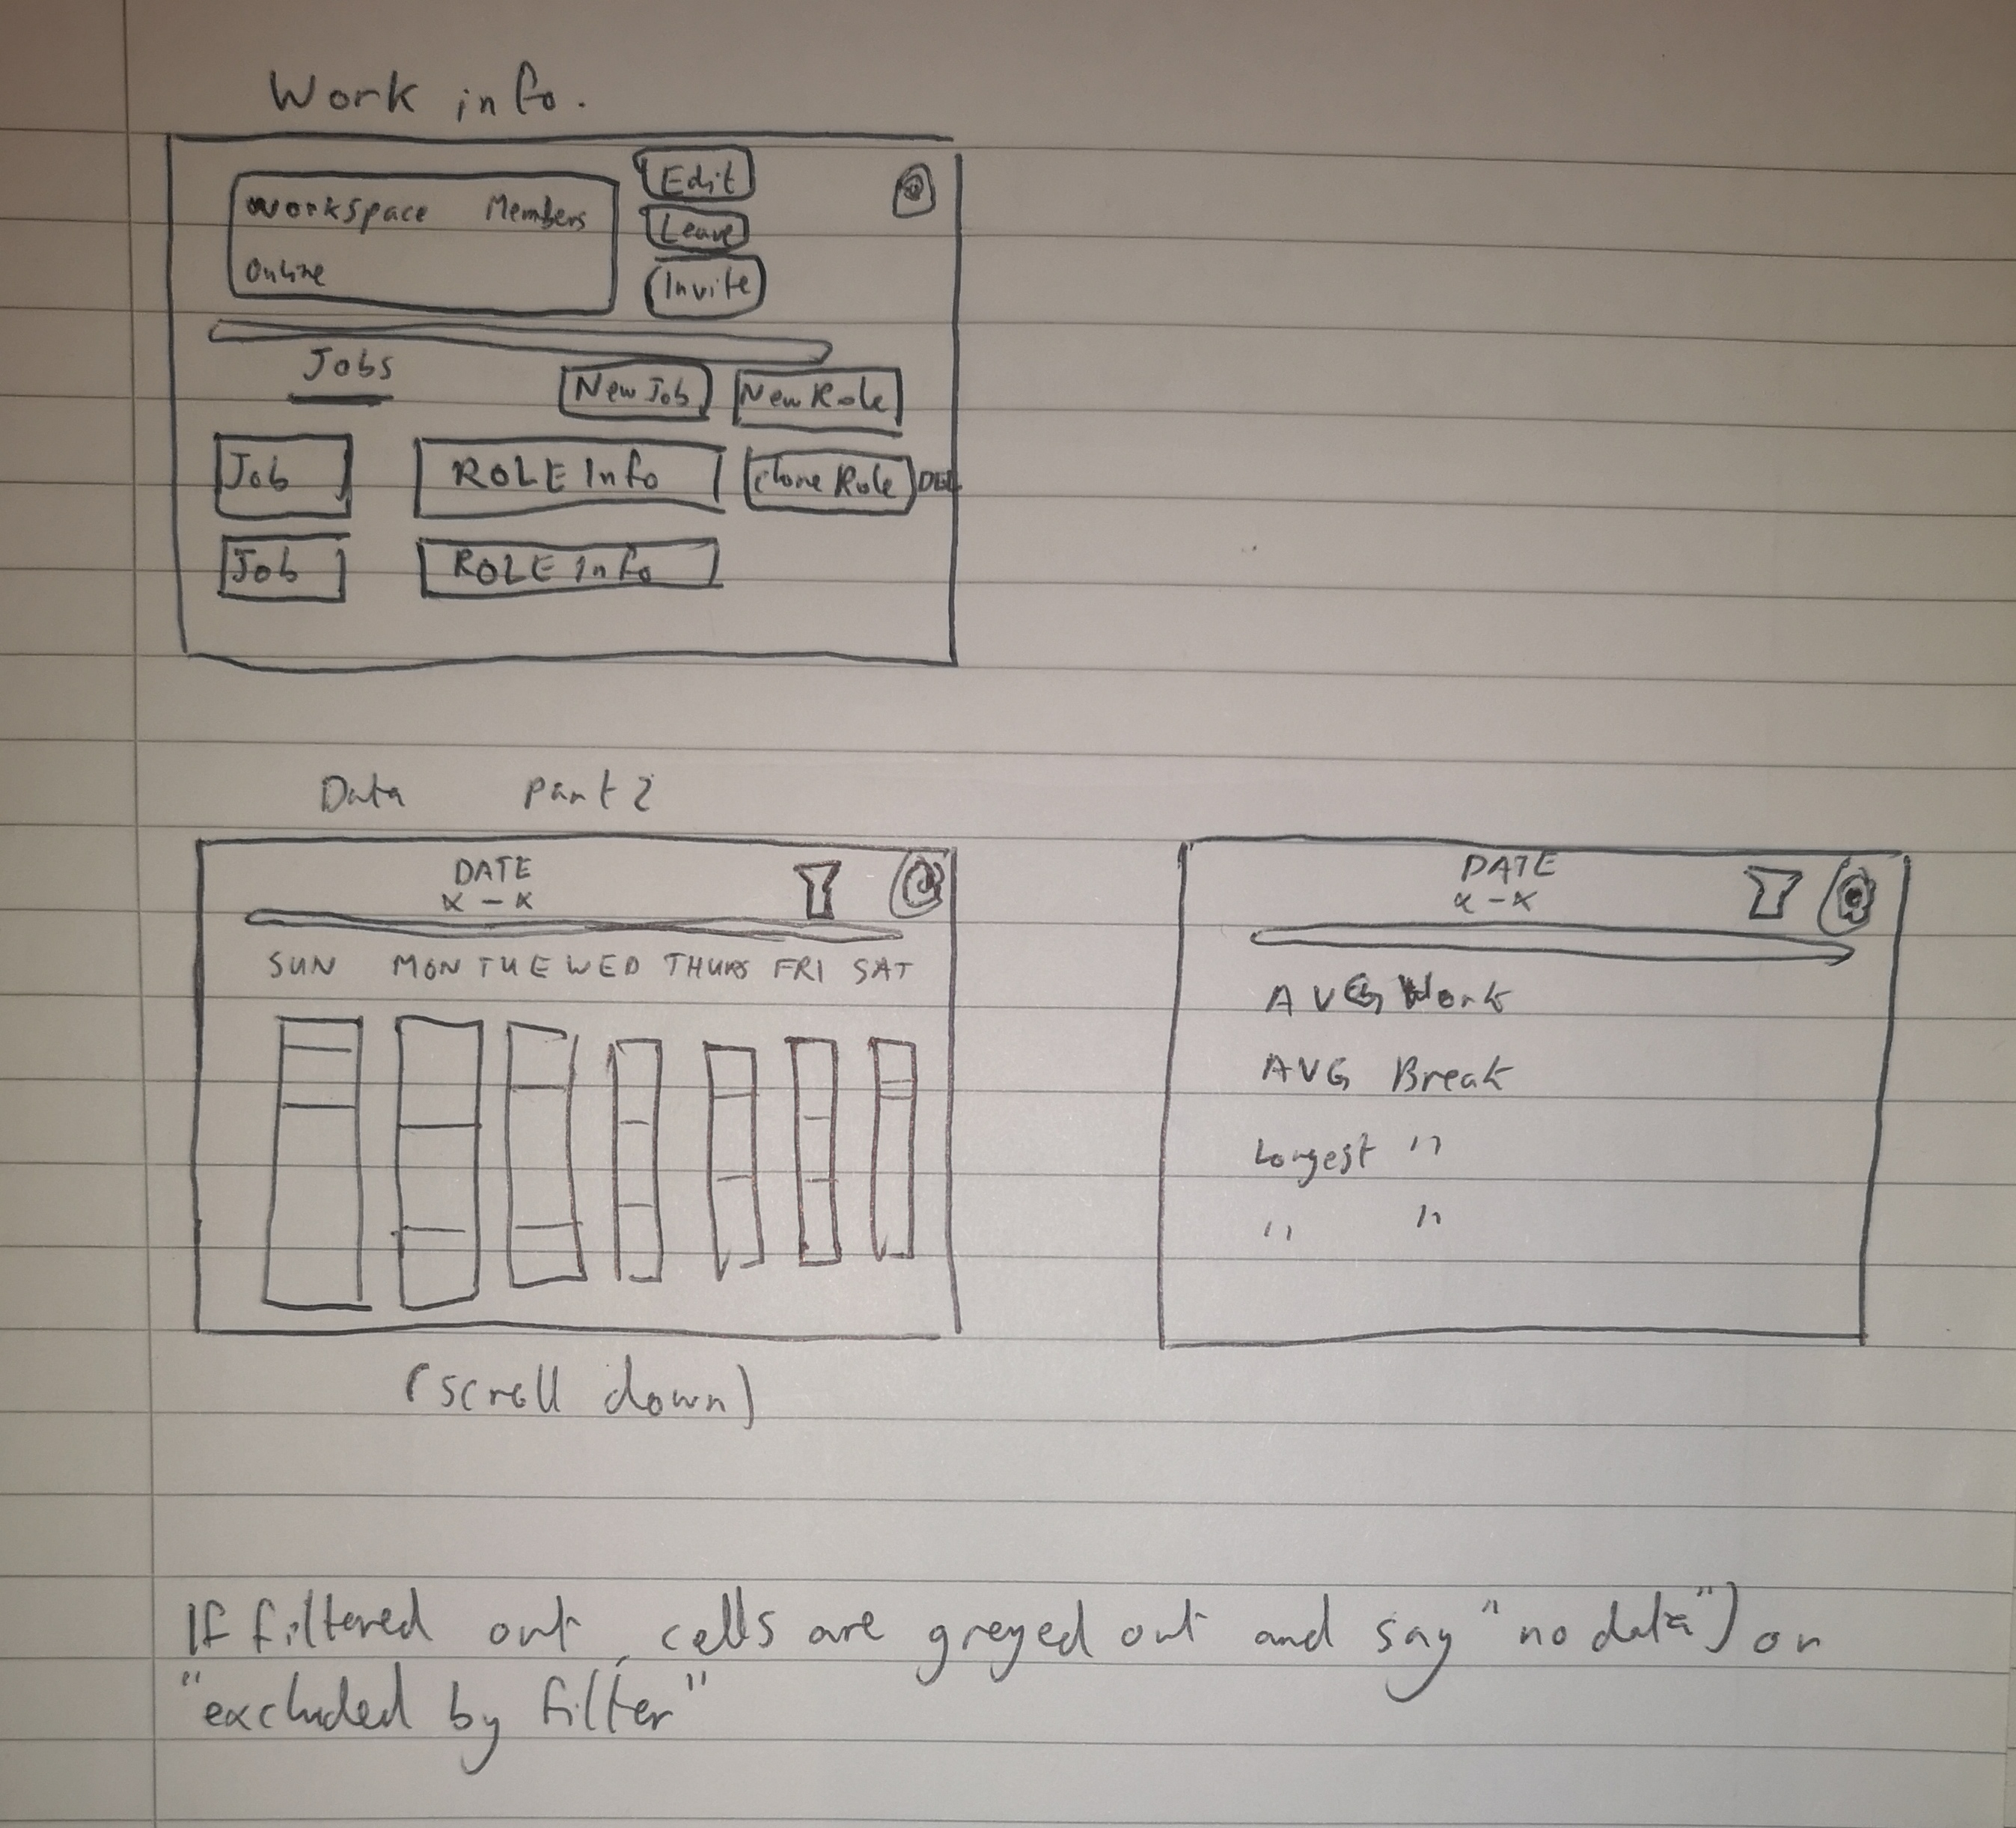 Work info.
Workspace Members
Online
Edit
Leave
Invite
Jobs
New Job
New Role
Job
ROLE Info
Clone Role
DEL
Job
ROLE Info
Data Part 2
DATE
x - x
SUN MON TUE WED THURS FRI SAT
(scroll down)
DATE
x - x
AVG Work
AVG Break
Longest "
" "
If filtered out, cells are greyed out and say "no data") or
"excluded by filter"